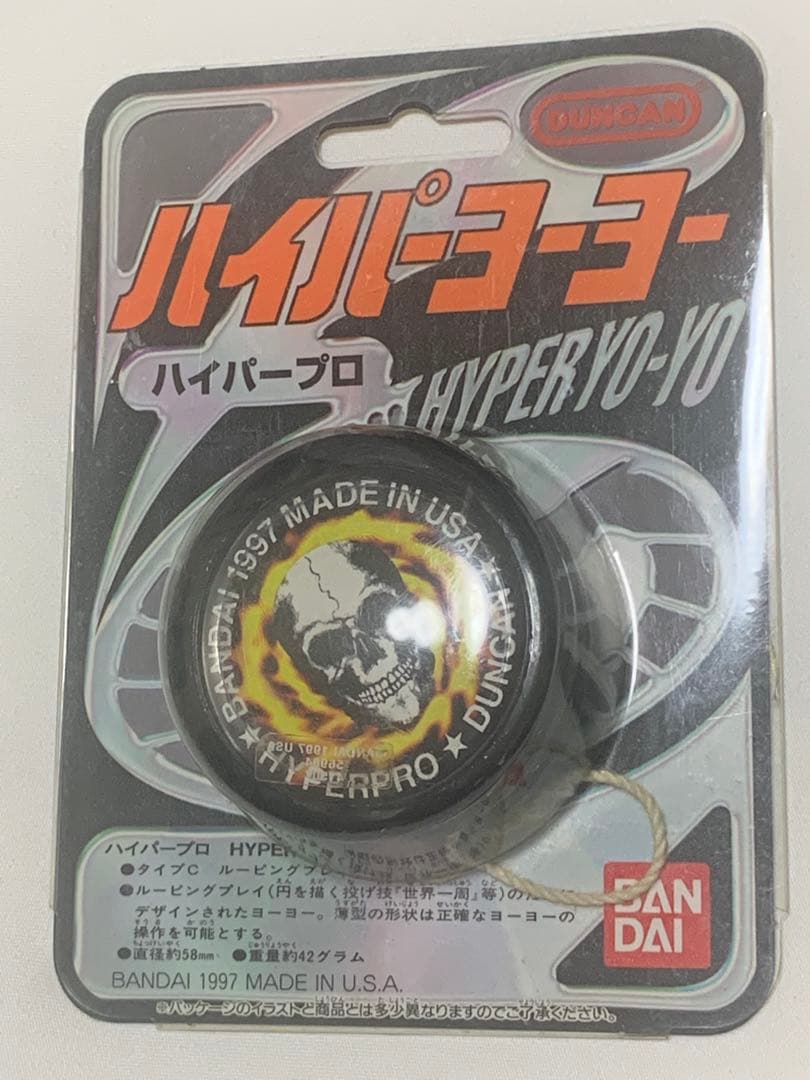 DUNCAN
ハイパーヨーヨー
ハイパープロ
HYPER YO-YO
★BANDAI 1997 MADE IN USA★DUNCAN★HYPERPRO
BANDAI 1997 USA
ハイパープロ HYPER
●タイプC ルーピングプレイ
●ルーピングプレイ(円を描く投げ技『世界一周』等)の
デザインされたヨーヨー。薄型の形状は正確なヨーヨーの
操作を可能とする。
●直径約58mm ●重量約42グラム
BANDAI 1997 MADE IN U.S.A.
※パッケージのイラストと商品とは多少異なりますのでご了承ください。
BAN
DAI